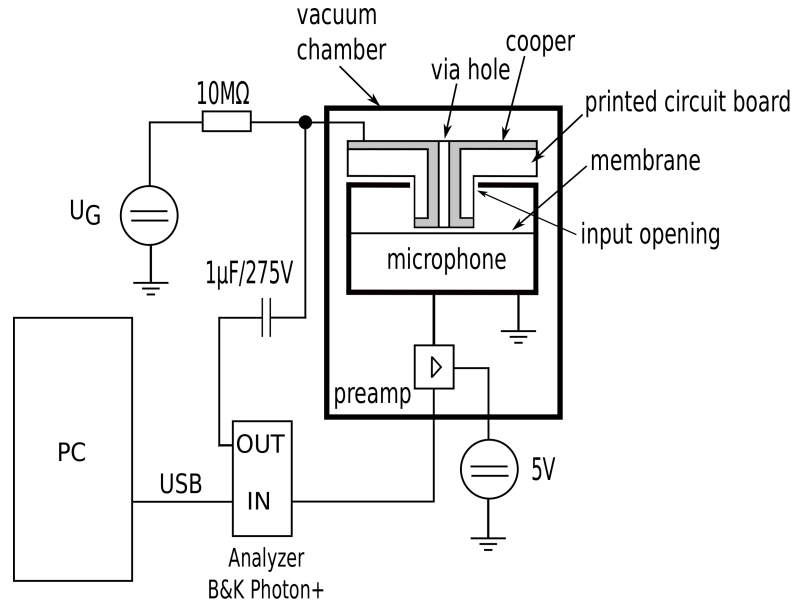 vacuum
chamber
cooper
via hole
10MΩ
printed circuit board
membrane
UG
input opening
microphone
1µF/275V
preamp
PC
OUT
5V
USB
IN
Analyzer
B&K Photon+